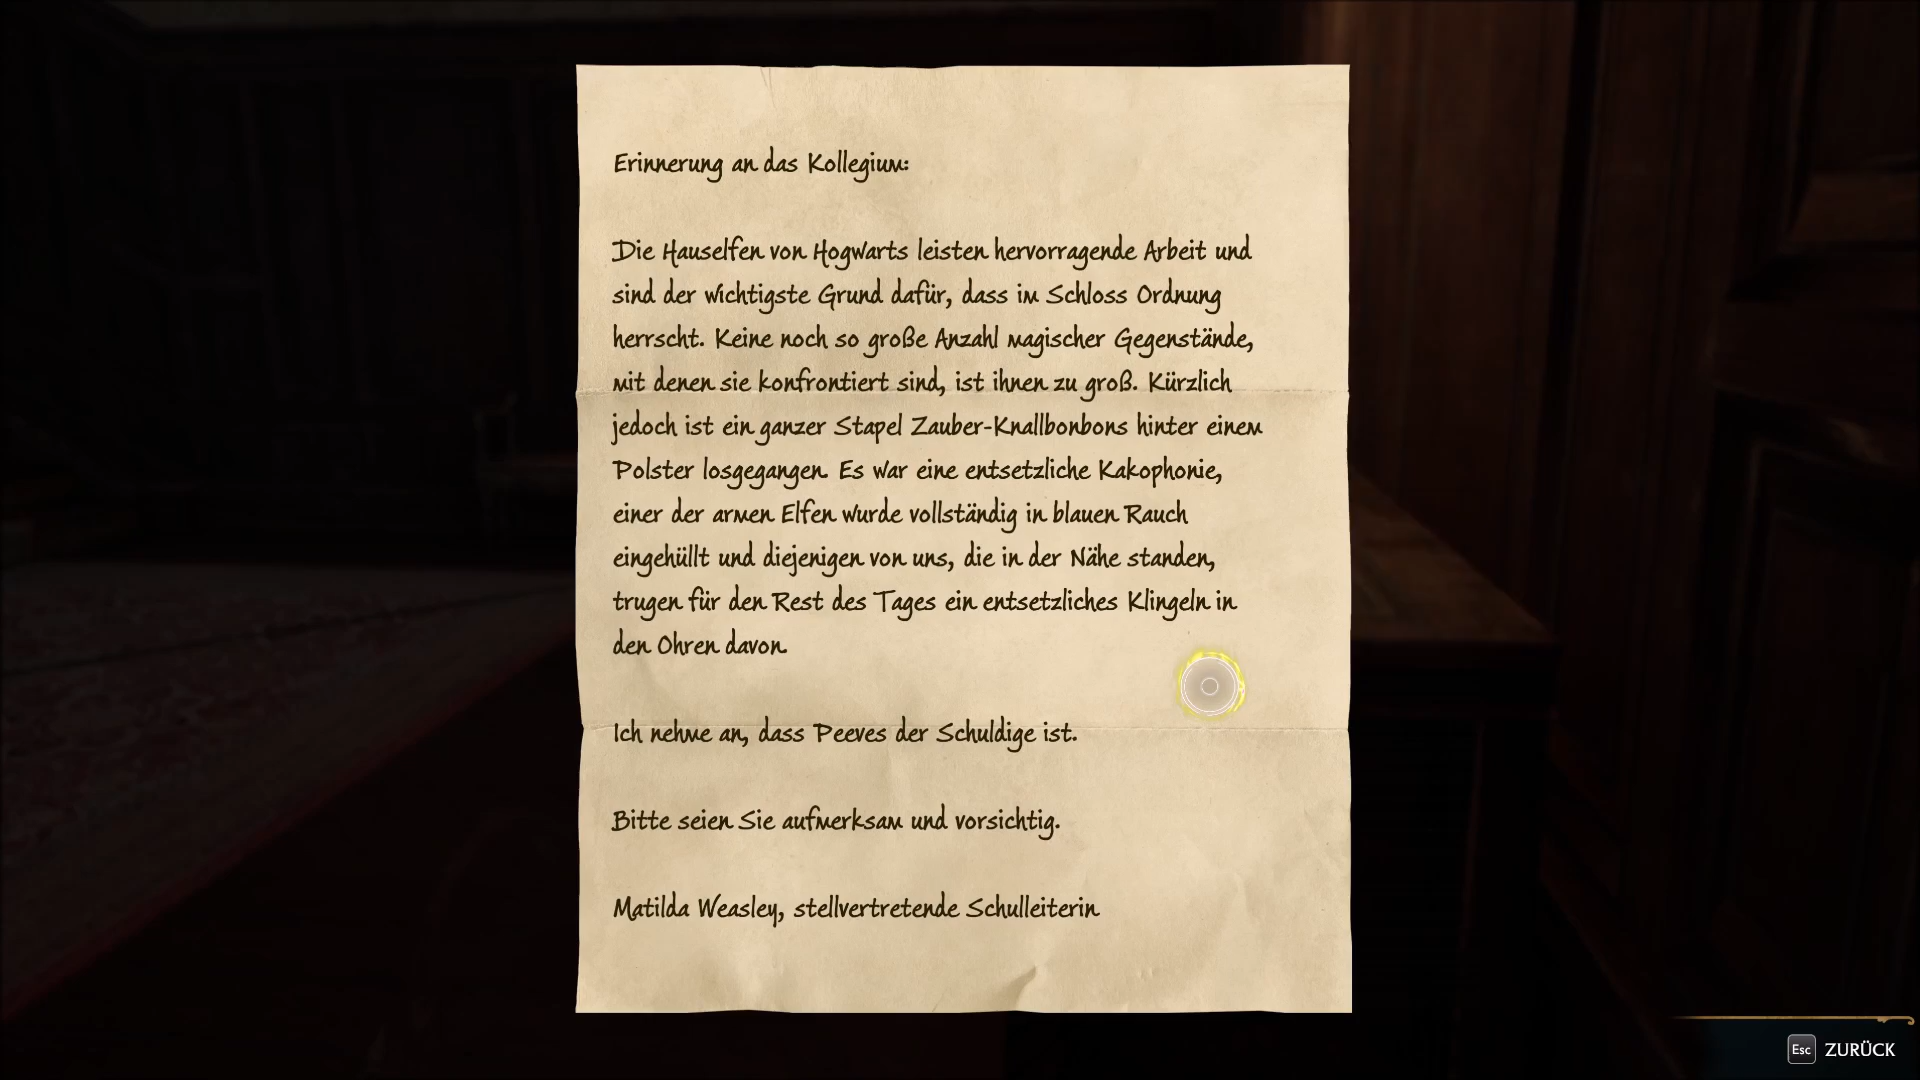 Erinnerung an das Kollegium:
Die Hauselfen von Hogwarts leisten hervorragende Arbeit und
sind der wichtigste Grund dafür, dass im Schloss Ordnung
herrscht. Keine noch so große Anzahl magischer Gegenstände,
mit denen sie konfrontiert sind, ist ihnen zu groß. Kürzlich
jedoch ist ein ganzer Stapel Zauber-Knallbonbons hinter einem
Polster losgegangen. Es war eine entsetzliche Kakophonie,
einer der armen Elfen wurde vollständig in blauen Rauch
eingehüllt und diejenigen von uns, die in der Nähe standen,
trugen für den Rest des Tages ein entsetzliches Klingeln in
den Ohren davon.
Ich nehme an, dass Peeves der Schuldige ist.
Bitte seien Sie aufmerksam und vorsichtig.
Matilda Weasley, stellvertretende Schulleiterin
Esc ZURÜCK